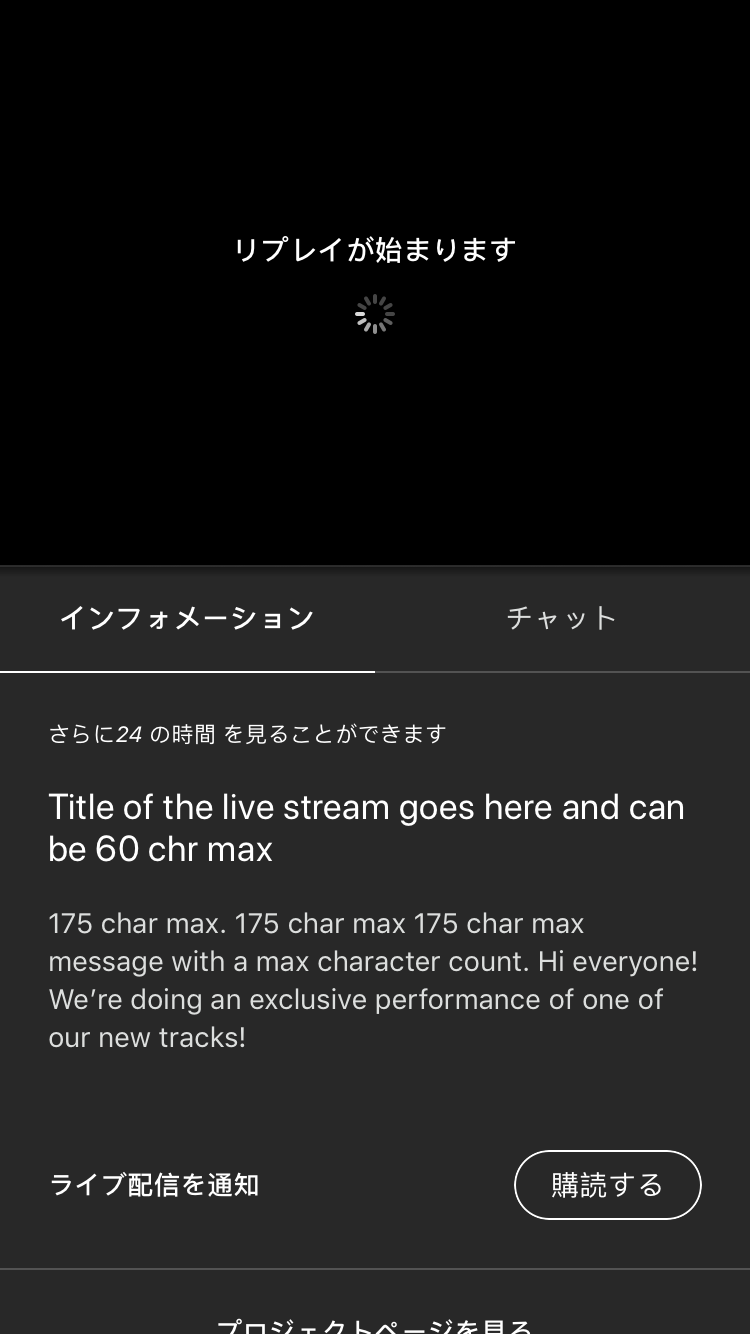 リプレイが始まります
インフォメーション
チャット
さらに24 の時間 を見ることができます
Title of the live stream goes here and can
be 60 chr max
175 char max. 175 char max 175 char max
message with a max character count. Hi everyone!
We’re doing an exclusive performance of one of
our new tracks!
ライブ配信を通知
購読する
プロジェクトページを見る